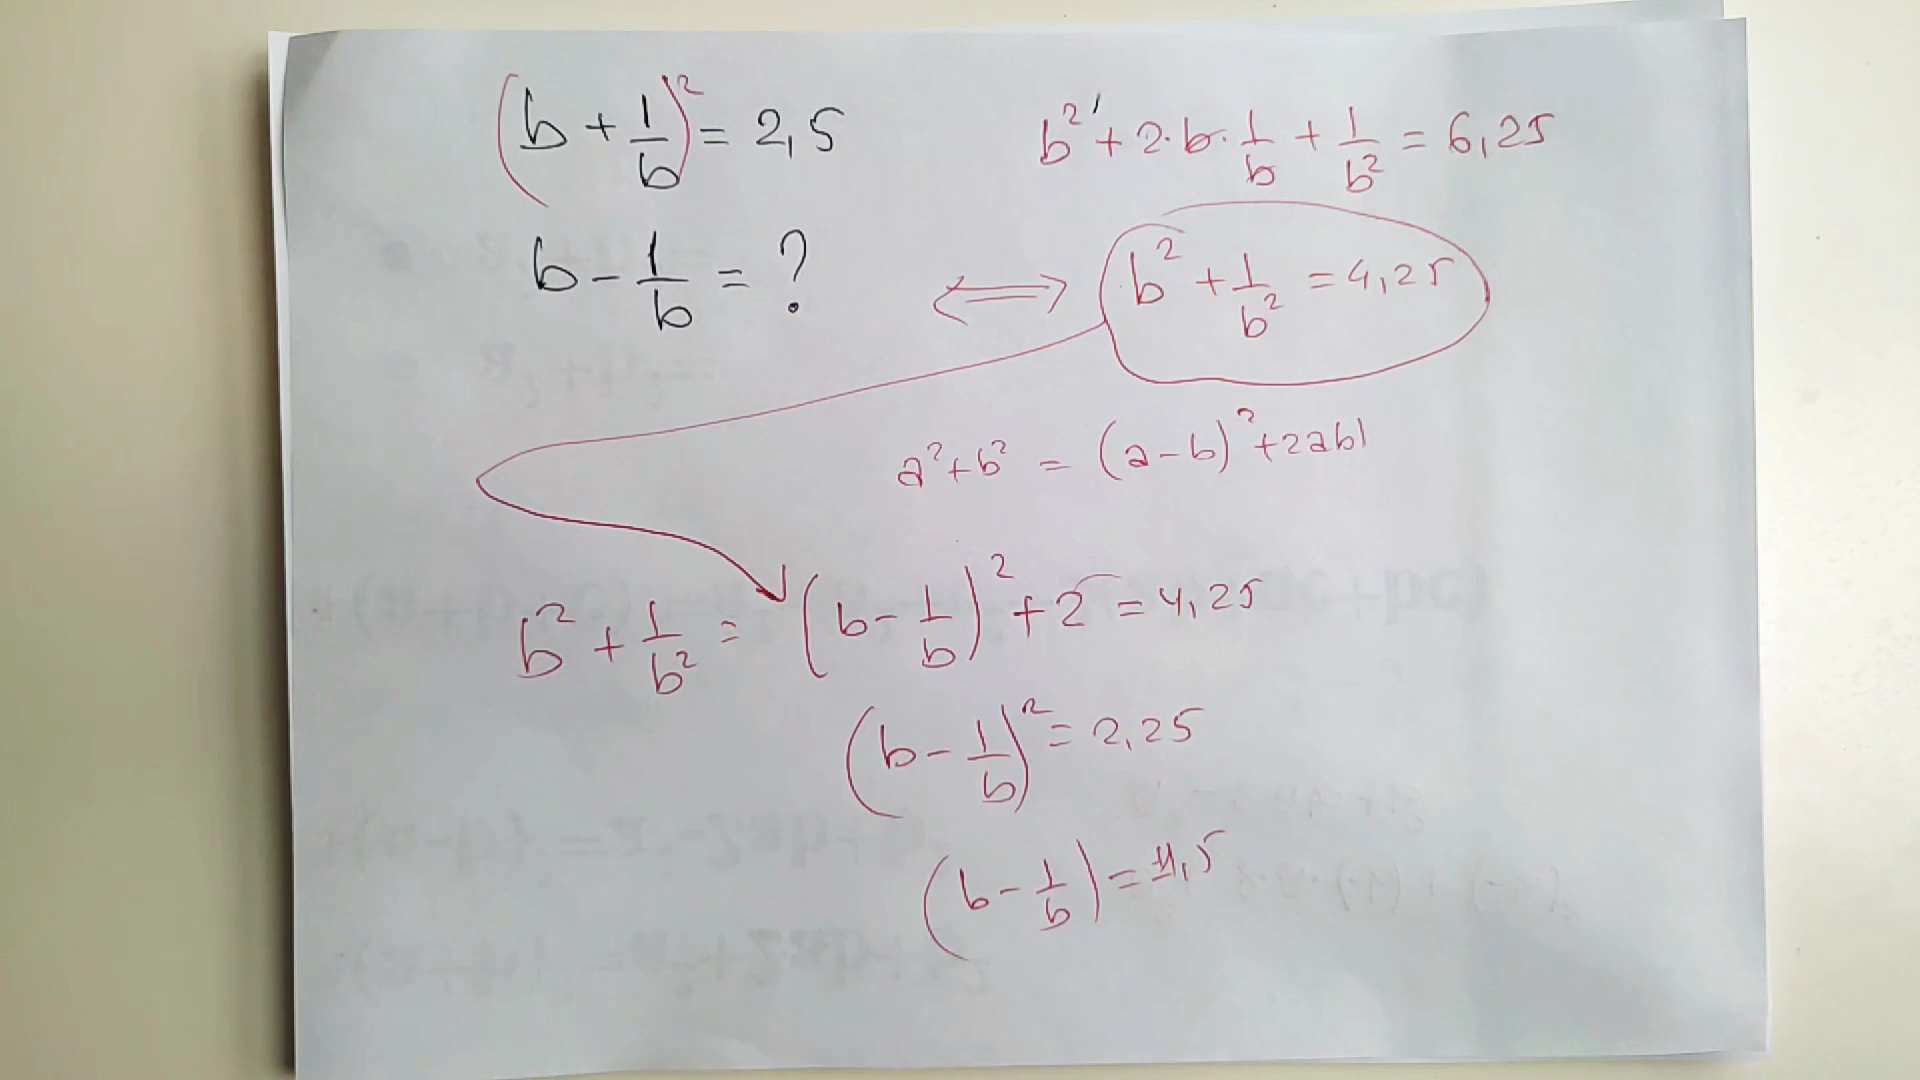 (b + 1/b)² = 2,5
b - 1/b = ?
b² + 2·b·1/b + 1/b² = 6,25
⟺ b² + 1/b² = 4,25
a² + b² = (a-b)² + 2ab
b² + 1/b² = (b - 1/b)² + 2 = 4,25
(b - 1/b)² = 2,25
(b - 1/b) = 1,5